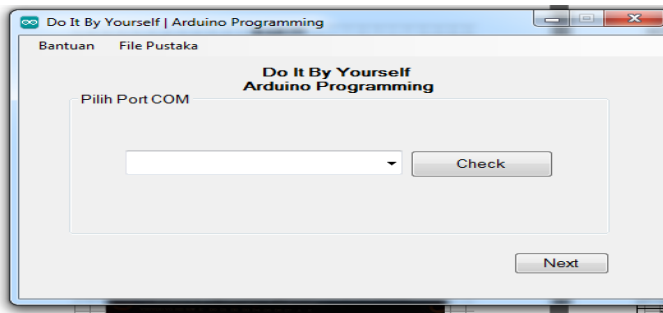 Do It By Yourself | Arduino Programming
Bantuan File Pustaka
Do It By Yourself
Arduino Programming
Pilih Port COM
Check
Next